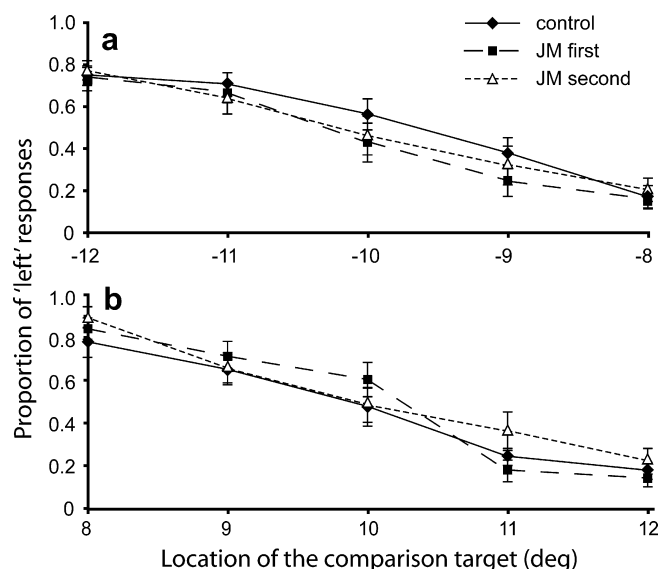 a
control
JM first
JM second
1.0
0.8
0.6
0.4
0.2
0
-12 -11 -10 -9 -8
Proportion of 'left' responses
b
1.0
0.8
0.6
0.4
0.2
0
8 9 10 11 12
Location of the comparison target (deg)